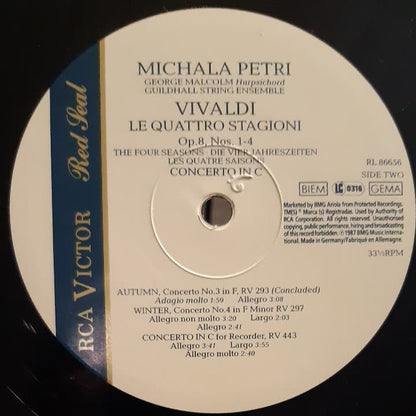 MICHALA PETRI
GEORGE MALCOLM Harpsichord
GUILDHALL STRING ENSEMBLE
VIVALDI
LE QUATTRO STAGIONI
Op.8, Nos. 1-4
THE FOUR SEASONS · DIE VIER JAHRESZEITEN
LES QUATRE SAISONS
CONCERTO IN C
RCA VICTOR Red Seal
RL 86656
SIDE TWO
BIEM LC 0316 GEMA
Marketed by BMG Ariola from Protected Recordings.
TMK(s) ® Marca (s) Registradas. Used by Authority of
RCA Corporation. All rights reserved. Unauthorised
copying, public performance, hiring and broadcasting
of this record forbidden. ℗ 1987 BMG Music Interna-
tional. Made in Germany/Fabriqué en Allemagne.
33⅓RPM
AUTUMN, Concerto No.3 in F, RV 293 (Concluded)
Adagio molto 1:59 Allegro 3:08
WINTER, Concerto No.4 in F Minor RV 297
Allegro non molto 3:20 Largo 2:03
Allegro 2:41
CONCERTO IN C for Recorder, RV 443
Allegro 3:41 Largo 3:55
Allegro molto 2:40